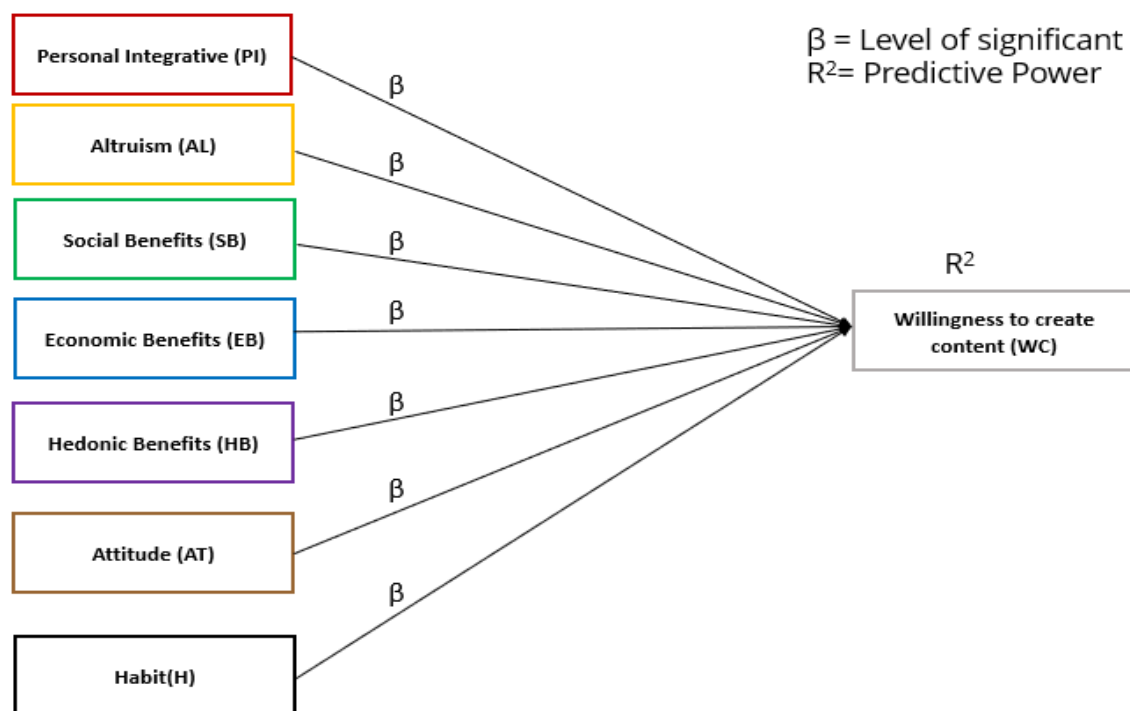 Personal Integrative (PI)
β = Level of significant
R²= Predictive Power
β
Altruism (AL)
β
Social Benefits (SB)
β
R²
Economic Benefits (EB)
β
Willingness to create
content (WC)
Hedonic Benefits (HB)
β
Attitude (AT)
β
Habit(H)
β